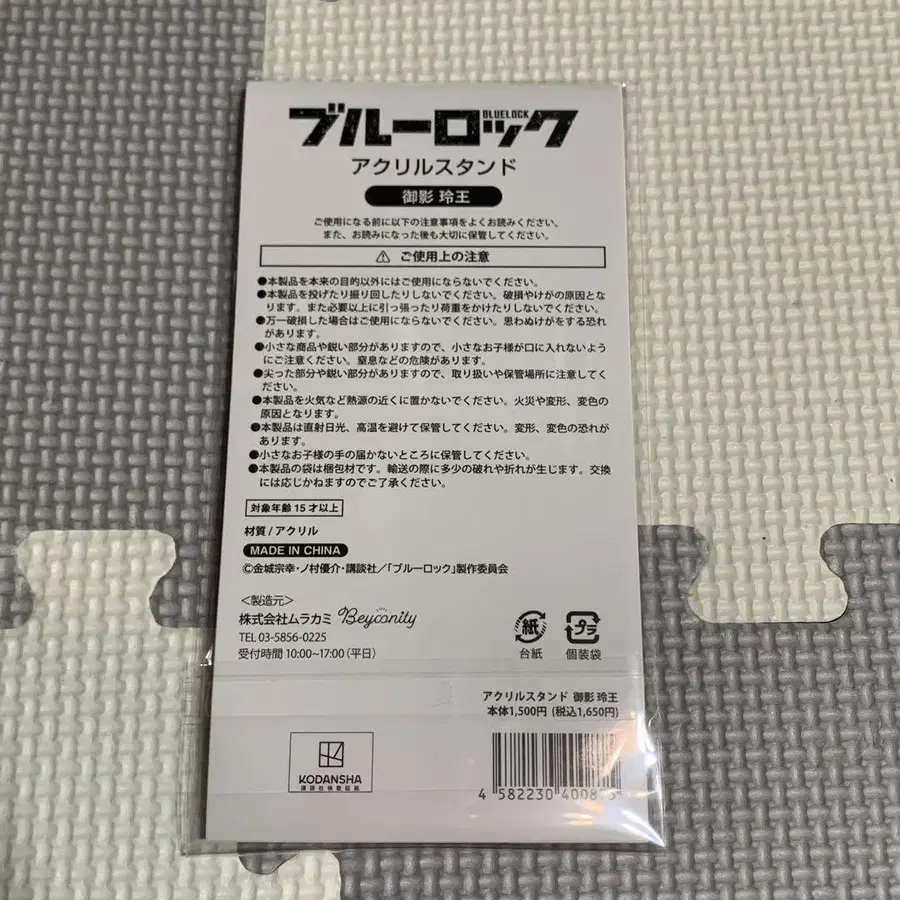 ブルーロック
BLUELOCK
アクリルスタンド
御影 玲王
ご使用になる前に以下の注意事項をよくお読みください。
また、お読みになった後も大切に保管してください。
⚠ ご使用上の注意
●本製品を本来の目的以外にはご使用にならないでください。
●本製品を投げたり振り回したりしないでください。破損やけがの原因とな
ります。また必要以上に引っ張ったり荷重をかけたりしないでください。
●万一破損した場合はご使用にならないでください。思わぬけがをする恐れ
があります。
●小さな商品や鋭い部分がありますので、小さなお子様が口に入れないよう
にご注意ください。窒息などの危険があります。
●尖った部分や鋭い部分がありますので、取り扱いや保管場所に注意してく
ださい。
●本製品を火気など熱源の近くに置かないでください。火災や変形、変色の
原因となります。
●本製品は直射日光、高温を避けて保管してください。変形、変色の恐れが
あります。
●小さなお子様の手の届かないところに保管してください。
●本製品の袋は梱包材です。輸送の際に多少の破れや折れが生じます。交換
には応じかねますのでご了承ください。
対象年齢15才以上
材質/アクリル
MADE IN CHINA
©金城宗幸・ノ村優介・講談社/「ブルーロック」製作委員会
<製造元>
株式会社ムラカミ Beyoonity
TEL 03-5856-0225
受付時間 10:00~17:00 (平日)
紙 プラ
台紙 個装袋
アクリルスタンド 御影 玲王
本体1,500円 (税込1,650円)
KODANSHA
4 582230 400